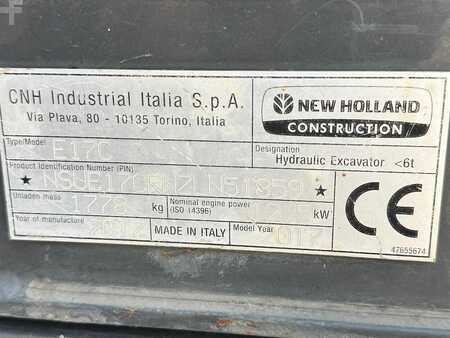 CNH Industrial Italia S.p.A.
Via Plava, 80 - 10135 Torino, Italia
NEW HOLLAND
CONSTRUCTION
Type/Model
E17C
Designation
Hydraulic Excavator <6t
Product Identification Number (PIN)
Unladen mass
1778 kg
Nominal engine power
(ISO 14396)
kW
CE
Year of manufacture
2017
MADE IN ITALY
Model Year
2017
47655674